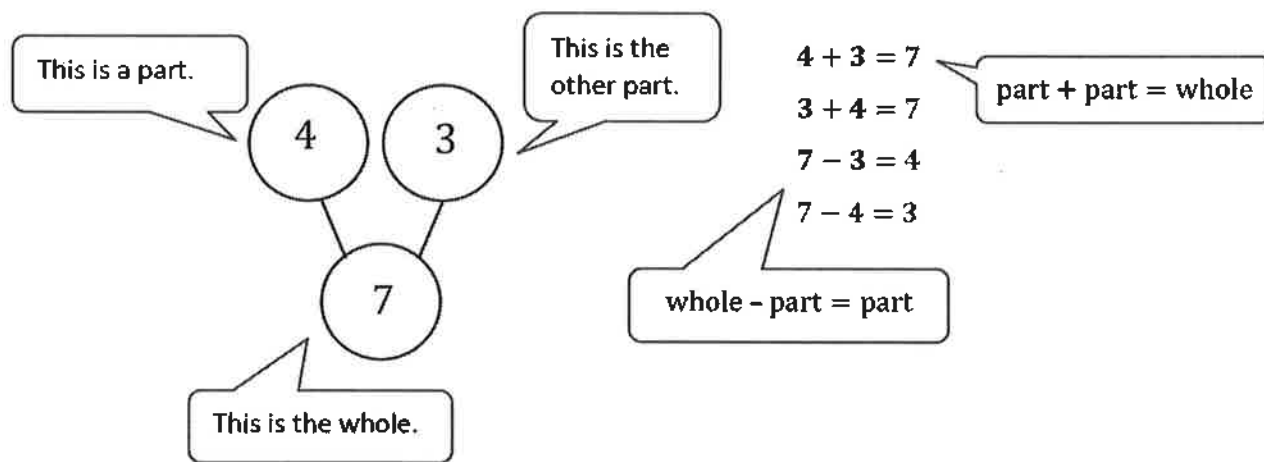 This is a part.
This is the
other part.
4
3
7
This is the whole.
4 + 3 = 7
3 + 4 = 7
7 − 3 = 4
7 − 4 = 3
part + part = whole
whole – part = part